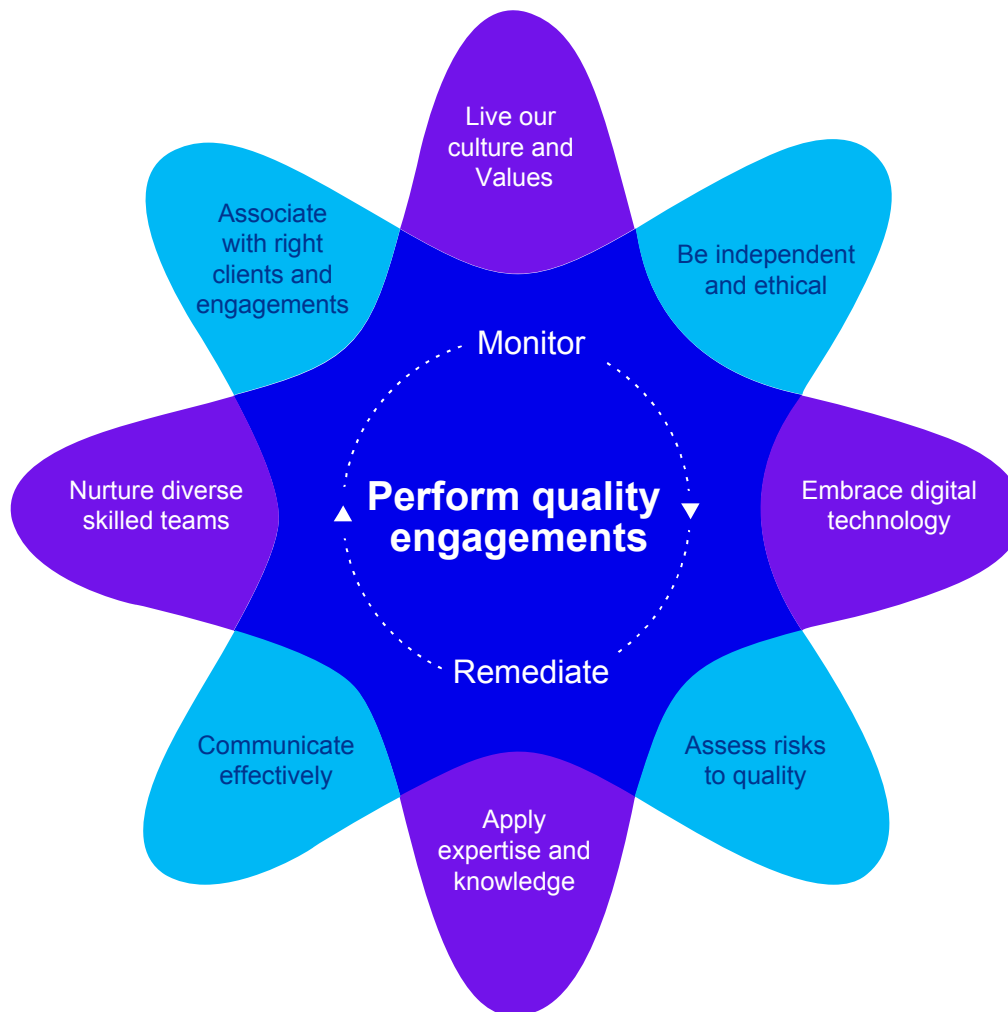 Live our
culture and
Values
Associate
with right
clients and
engagements
Be independent
and ethical
Monitor
Nurture diverse
skilled teams
Perform quality
engagements
Embrace digital
technology
Remediate
Communicate
effectively
Assess risks
to quality
Apply
expertise and
knowledge